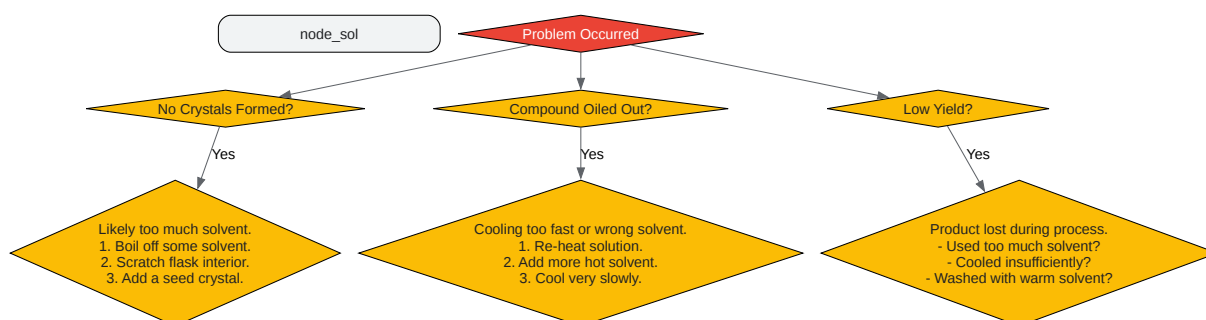 node_sol
Problem Occurred
No Crystals Formed?
Compound Oiled Out?
Low Yield?
Yes
Yes
Yes
Likely too much solvent.
1. Boil off some solvent.
2. Scratch flask interior.
3. Add a seed crystal.
Cooling too fast or wrong solvent.
1. Re-heat solution.
2. Add more hot solvent.
3. Cool very slowly.
Product lost during process.
- Used too much solvent?
- Cooled insufficiently?
- Washed with warm solvent?